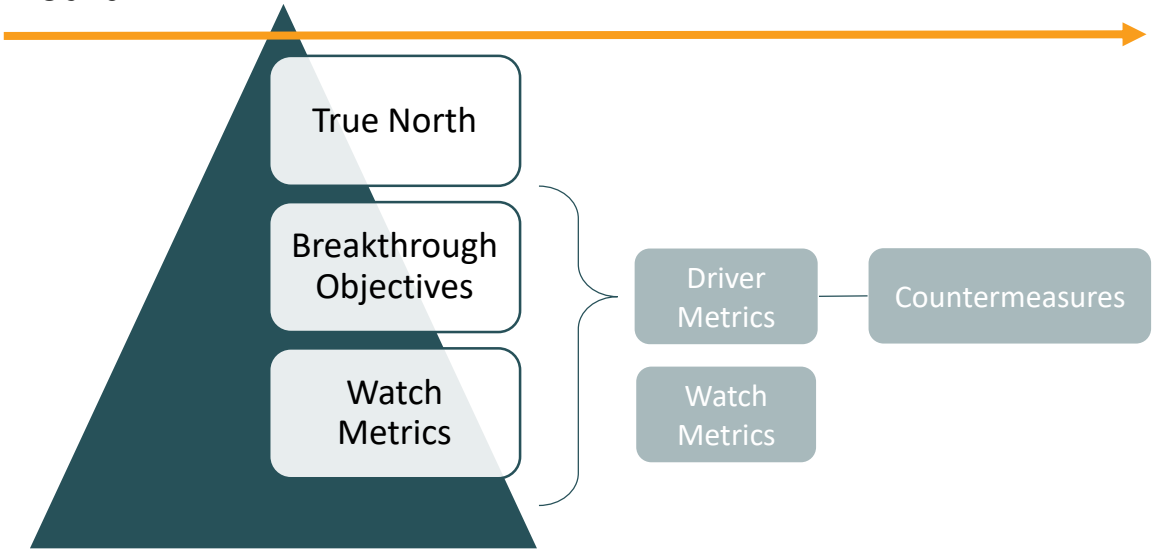 True North
Breakthrough
Objectives
Watch
Metrics
Driver
Metrics
Countermeasures
Watch
Metrics